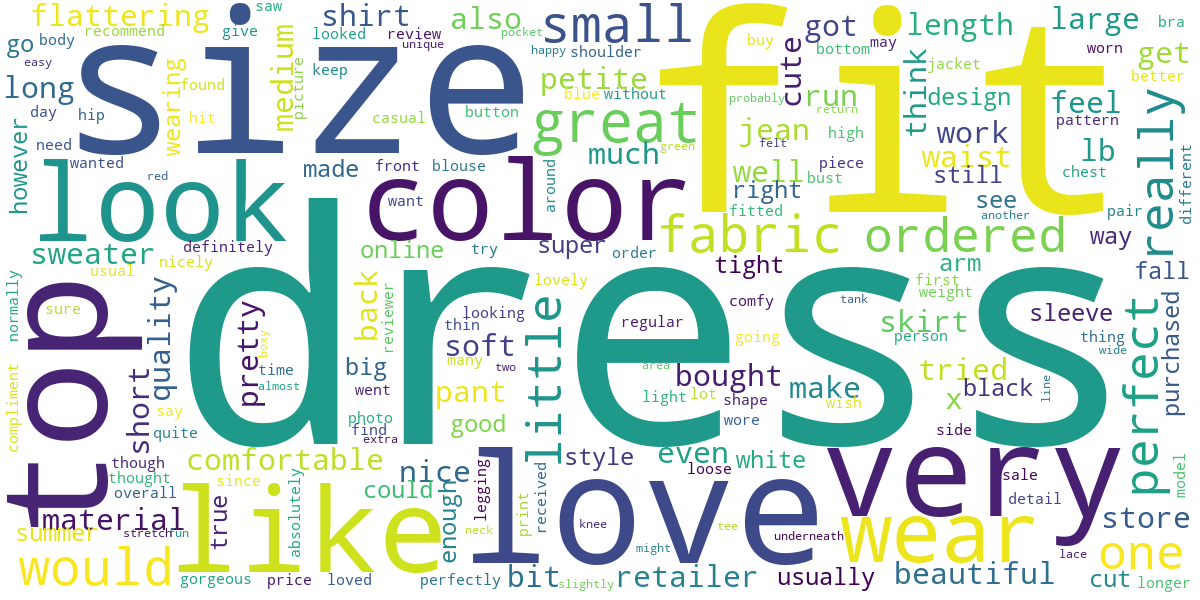 flattering
recommend
go
body
easy
long
day
hip
need
wanted
however
red
size
saw
give
looked
review
unique
shirt
keep
picture
medium
wearing
found
hit
casual
also
pocket
small
happy
shoulder
petite
blue
without
button
great
green
much
made
front
blouse
want
around
look
color
fit
buy
got
bottom
may
cute
run
jean
probably
return
high
felt
well
piece
right
bust
fitted
length
think
design
jacket
work
waist
still
see
another
large
worn
bra
get
better
feel
pattern
lb
chest
pair
way
really
different
sweater
definitely
usual
nicely
online
try
super
order
fabric
ordered
tight
arm
fall
normally
sure
top
quality
pretty
boxy
back
reviewer
time
almost
dress
looking
thin
soft
many
two
lovely
little
regular
comfy
going
tank
first
weight
skirt
person
sleeve
thing
wide
purchased
perfect
short
big
went
photo
find
extra
pant
good
area
bought
light
lot
shape
wore
make
wish
tried
x
black
line
side
compliment
say
quite
though
thought
overall
comfortable
since
nice
could
style
even
loose
white
very
sale
detail
model
material
summer
stretch
run
true
absolutely
like
enough
legging
neck
print
received
love
knee
tee
might
underneath
wear
lace
store
one
would
gorgeous
price
loved
perfectly
bit
slightly
retailer
usually
beautiful
cut
longer